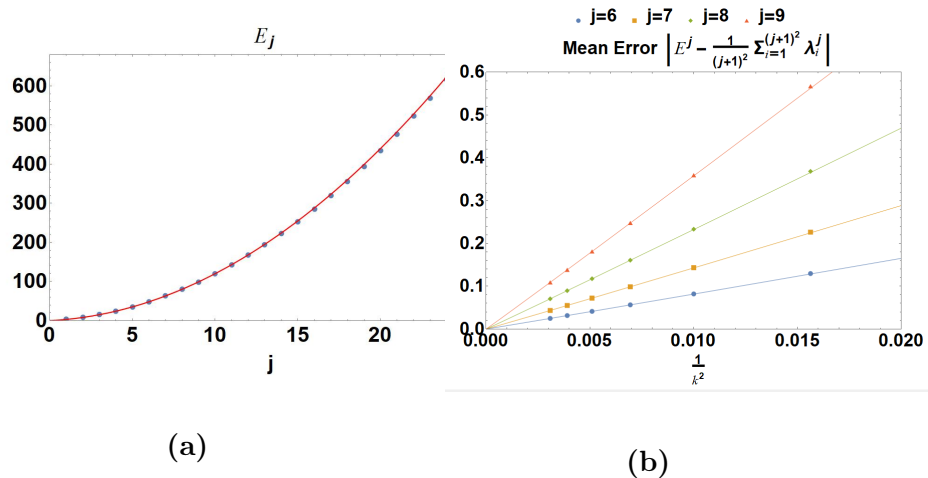 E_j
600
500
400
300
200
100
0
0 5 10 15 20
j
(a)
j=6 j=7 j=8 j=9
Mean Error |E^j − \frac{1}{(j+1)^2} Σ_{i=1}^{(j+1)^2} λ_i^j|
0.6
0.5
0.4
0.3
0.2
0.1
0.0
0.000 0.005 0.010 0.015 0.020
\frac{1}{k^2}
(b)